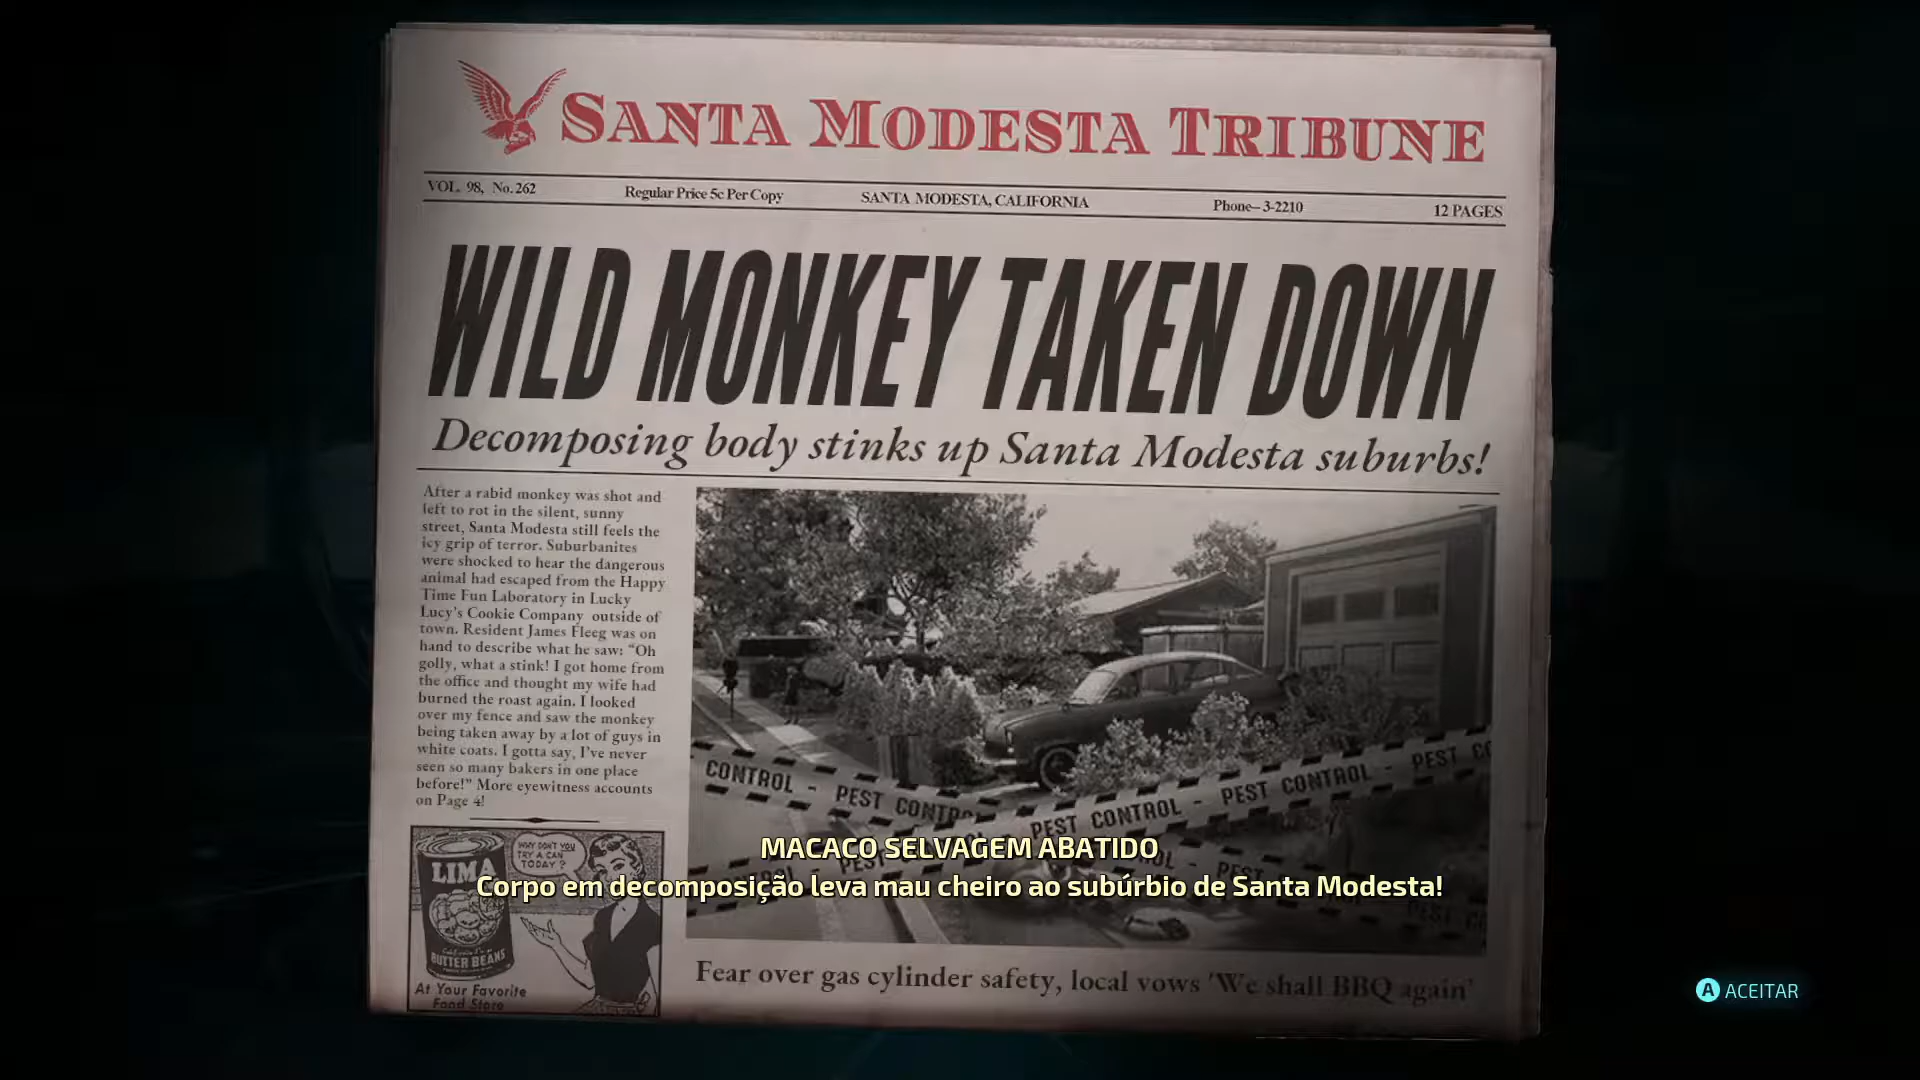 SANTA MODESTA TRIBUNE
VOL. 98, No. 262
Regular Price 5c Per Copy
SANTA MODESTA, CALIFORNIA
Phone–3-2210
12 PAGES
WILD MONKEY TAKEN DOWN
Decomposing body stinks up Santa Modesta suburbs!
After a rabid monkey was shot and
left to rot in the silent, sunny
street, Santa Modesta still feels the
icy grip of terror. Suburbanites
were shocked to hear the dangerous
animal had escaped from the Happy
Time Fun Laboratory in Lucky
Lucy's Cookie Company outside of
town. Resident James Fleeg was on
hand to describe what he saw: “Oh
golly, what a stink! I got home from
the office and thought my wife had
burned the roast again. I looked
over my fence and saw the monkey
being taken away by a lot of guys in
white coats. I gotta say, I've never
seen so many bakers in one place
before!” More eyewitness accounts
on Page 4!
CONTROL - PEST CONTROL
PEST CONTROL - PEST CONTROL - PEST CO
MACACO SELVAGEM ABATIDO
Corpo em decomposição leva mau cheiro ao subúrbio de Santa Modesta!
WHY DON'T YOU
TRY A CAN
TODAY?
LIMA
BUTTER BEANS
At Your Favorite
Food Store
Fear over gas cylinder safety, local vows 'We shall BBQ again'
A ACEITAR